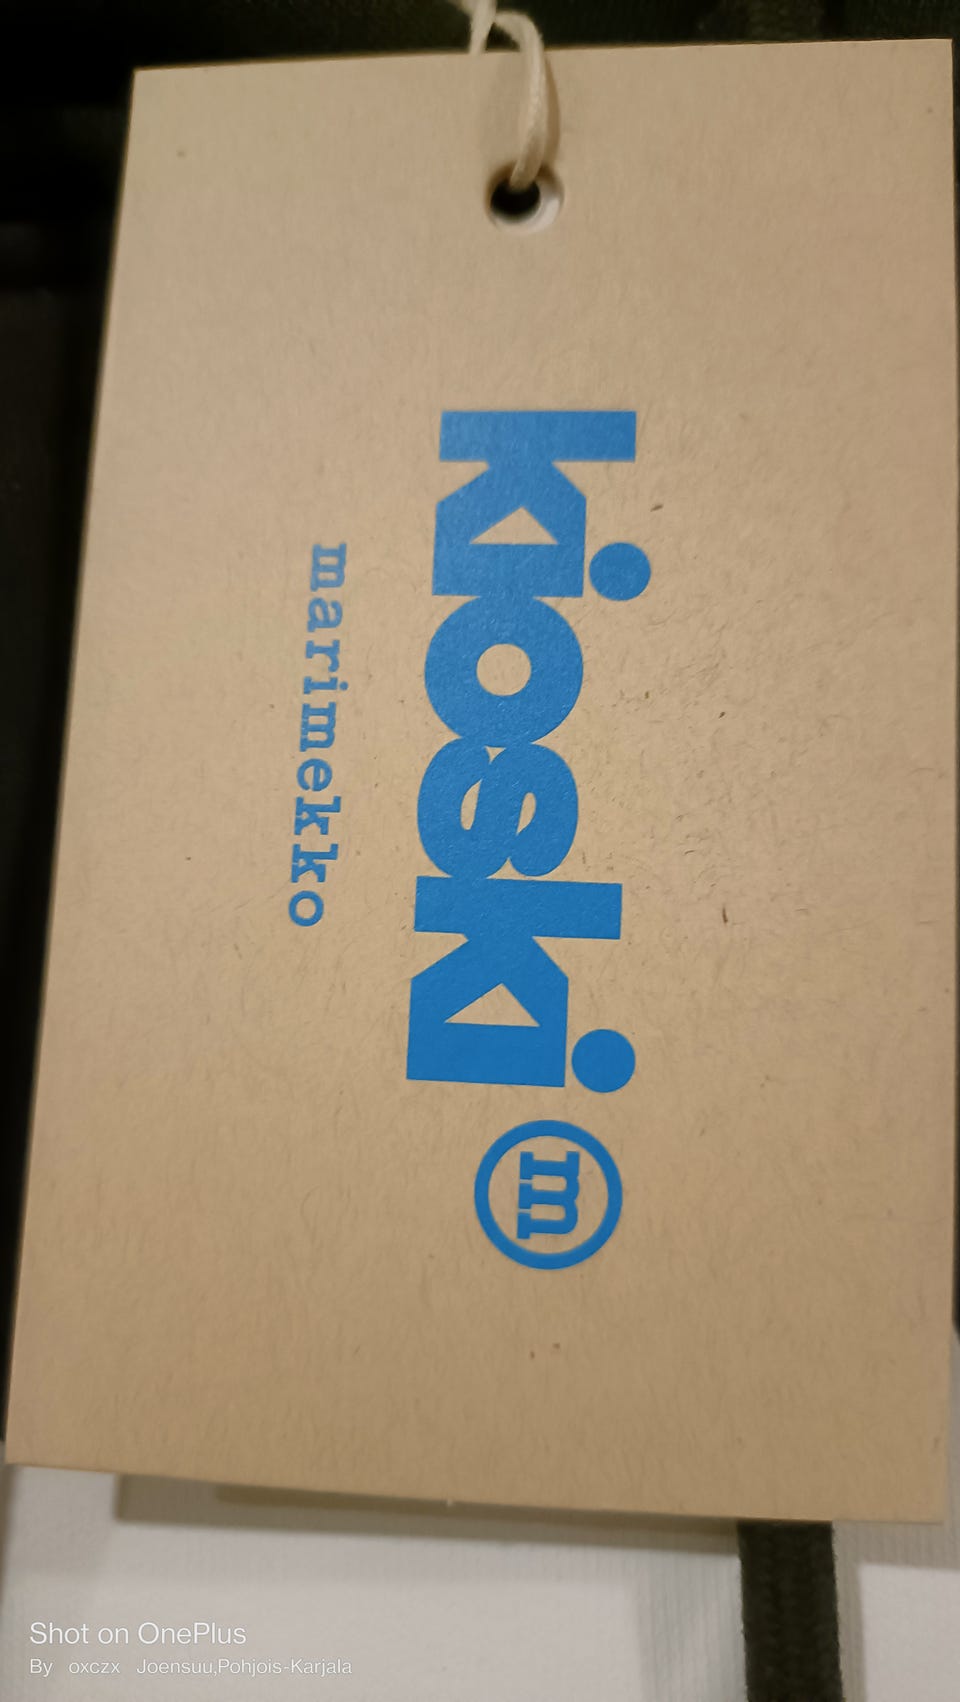 kioski m
marimekko
Shot on OnePlus
By oxczx Joensuu,Pohjois-Karjala